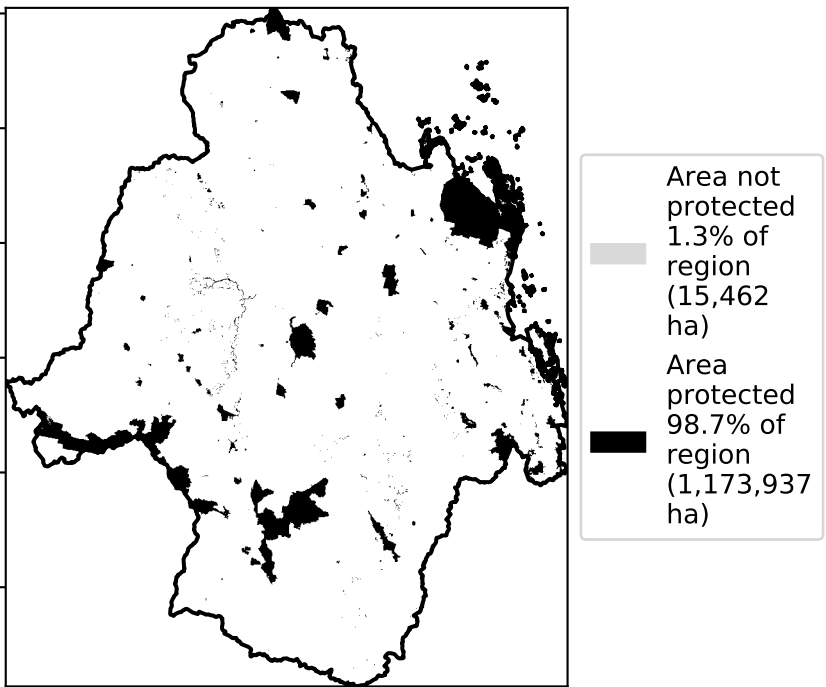 Area not
protected
1.3% of
region
(15,462
ha)
Area
protected
98.7% of
region
(1,173,937
ha)